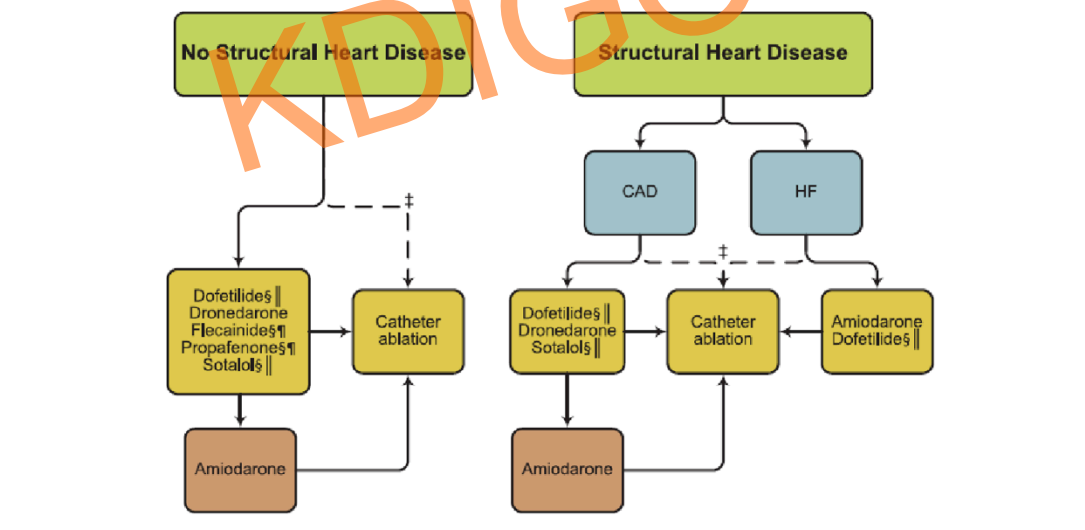 KDIGO
No Structural Heart Disease
Structural Heart Disease
CAD
HF
‡
‡
Dofetilide§‖
Dronedarone
Flecainide§¶
Propafenone§¶
Sotalol§‖
Catheter
ablation
Dofetilide§‖
Dronedarone
Sotalol§‖
Catheter
ablation
Amiodarone
Dofetilide§‖
Amiodarone
Amiodarone